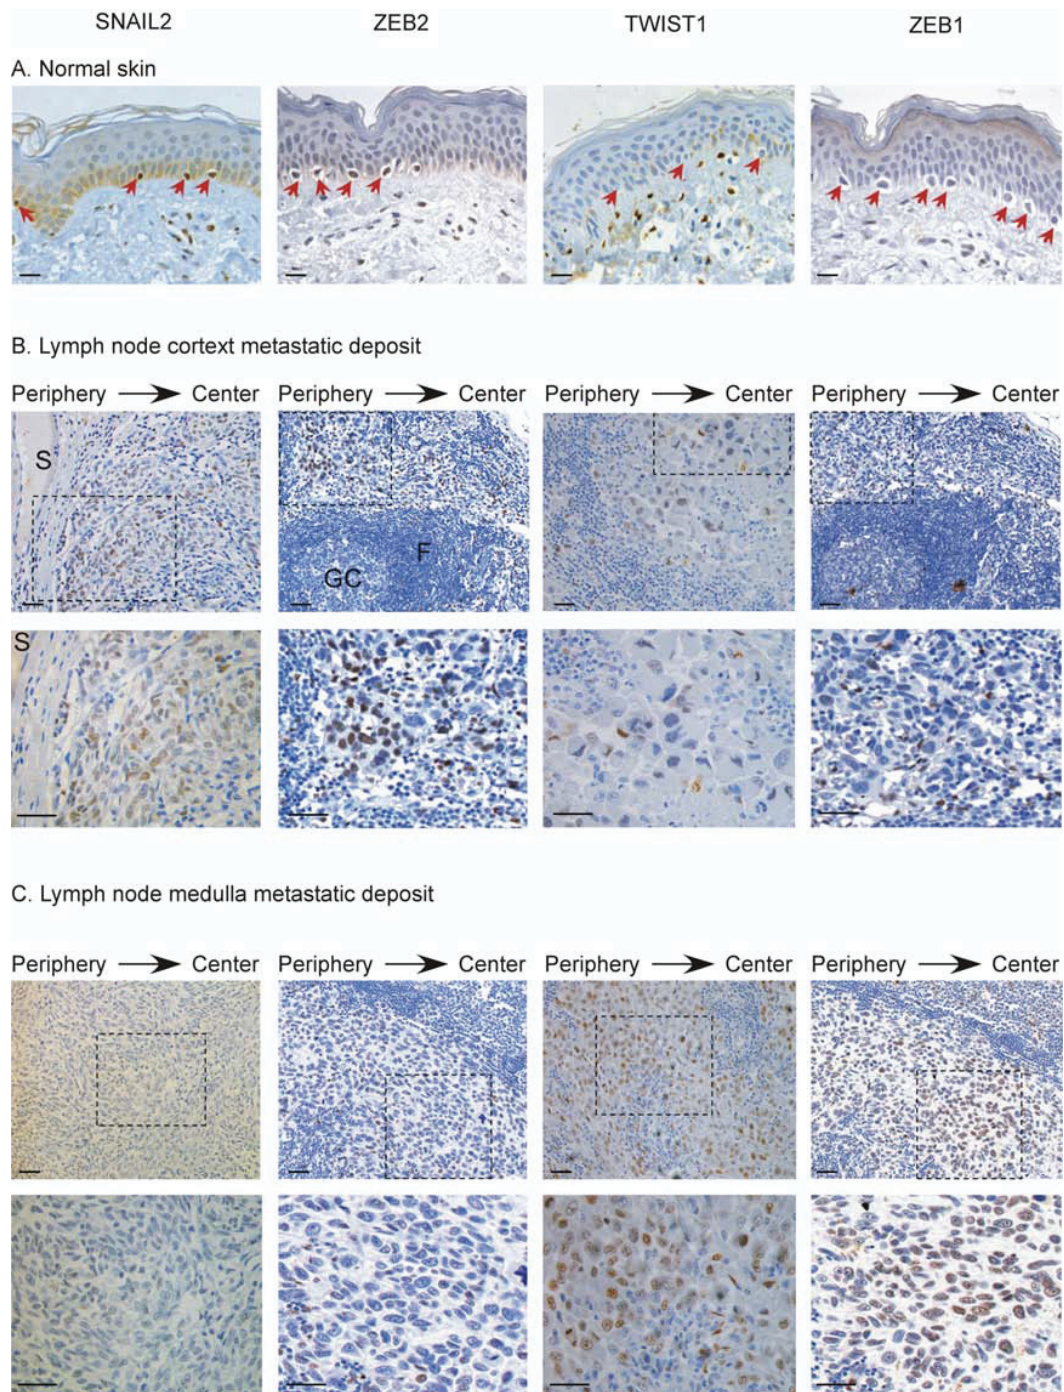 SNAIL2 ZEB2 TWIST1 ZEB1
A. Normal skin
B. Lymph node cortext metastatic deposit
Periphery Center Periphery Center Periphery Center Periphery Center
S
F
GC
S
C. Lymph node medulla metastatic deposit
Periphery Center Periphery Center Periphery Center Periphery Center